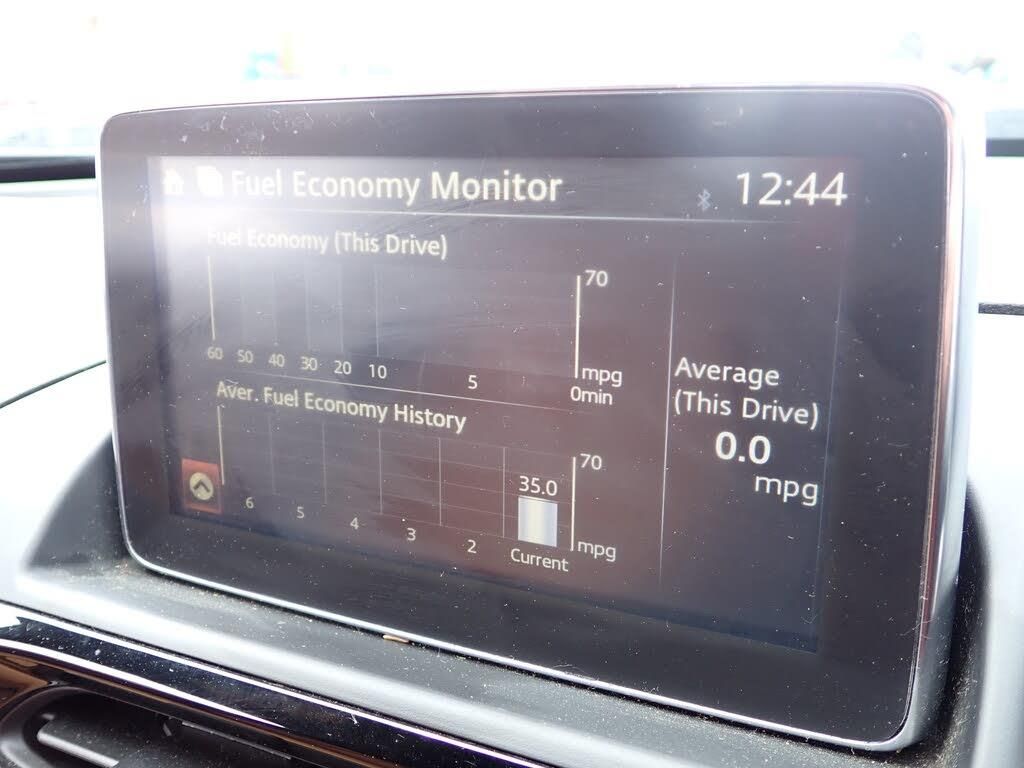 Fuel Economy Monitor 12:44
Fuel Economy (This Drive)
70
60 50 40 30 20 10 5 mpg
0min
Aver. Fuel Economy History
70
35.0
6 5 4 3 2 Current mpg
Average
(This Drive)
0.0
mpg